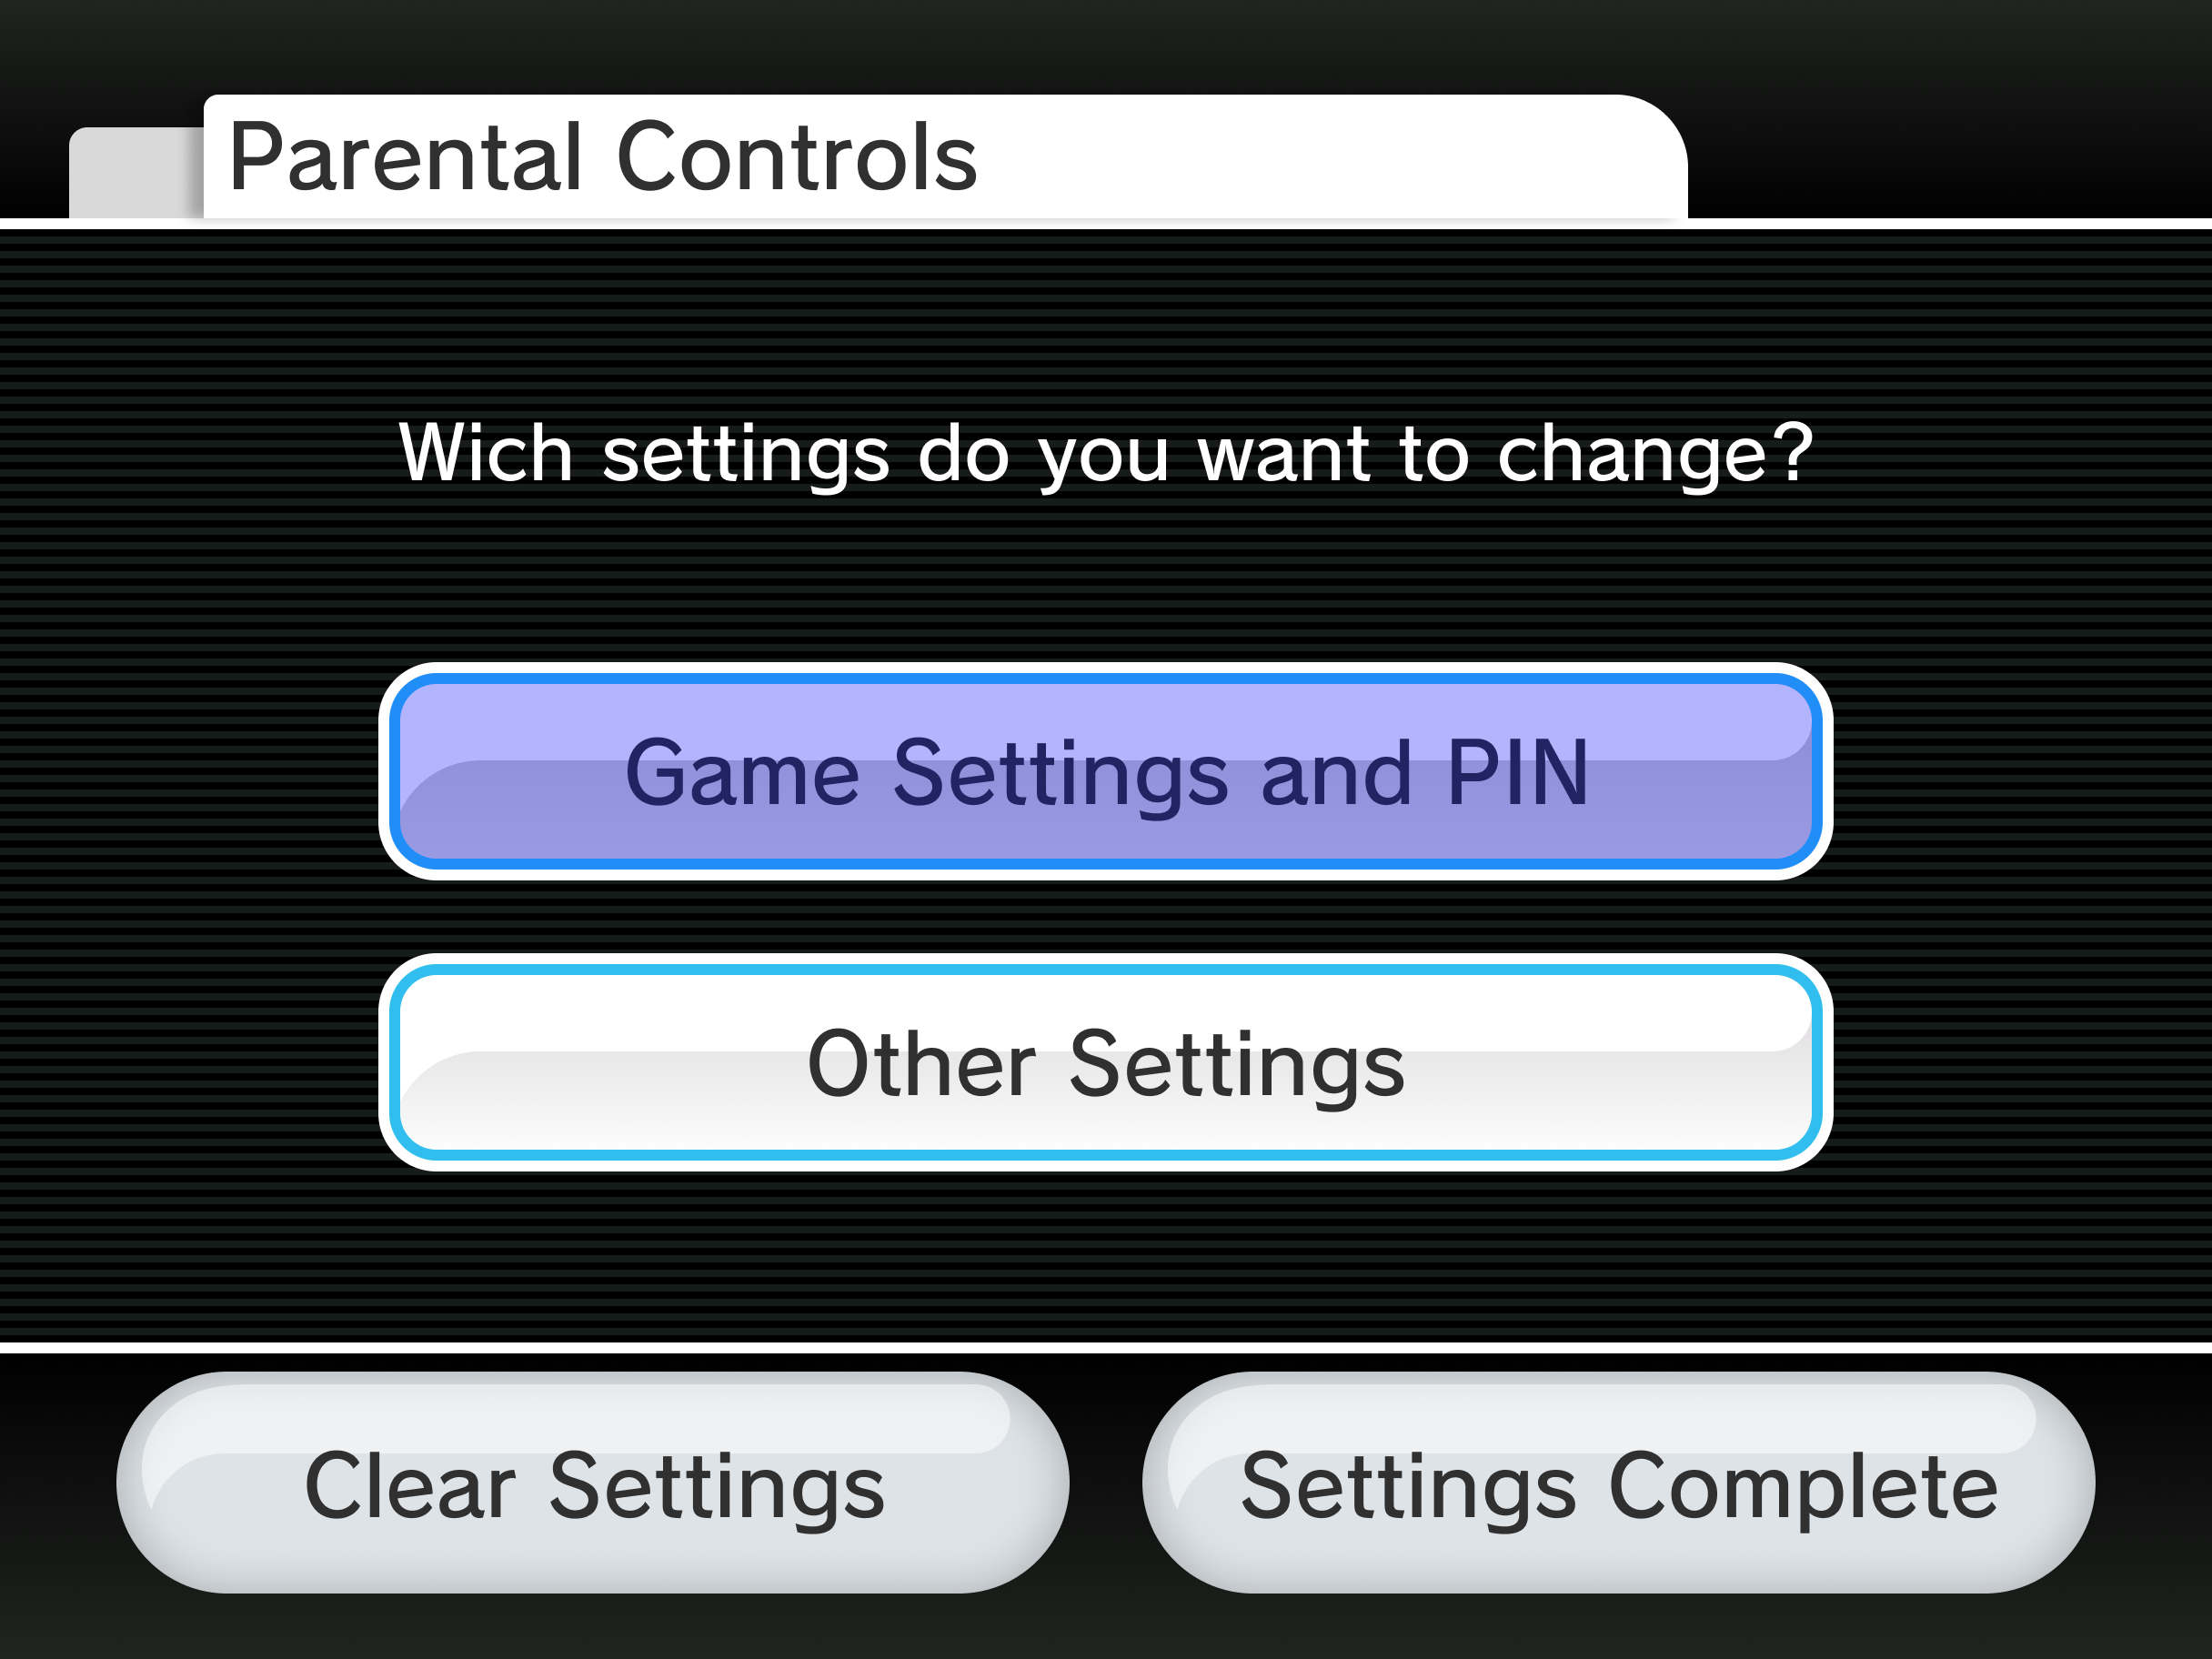 Parental Controls
Wich settings do you want to change?
Game Settings and PIN
Other Settings
Clear Settings
Settings Complete